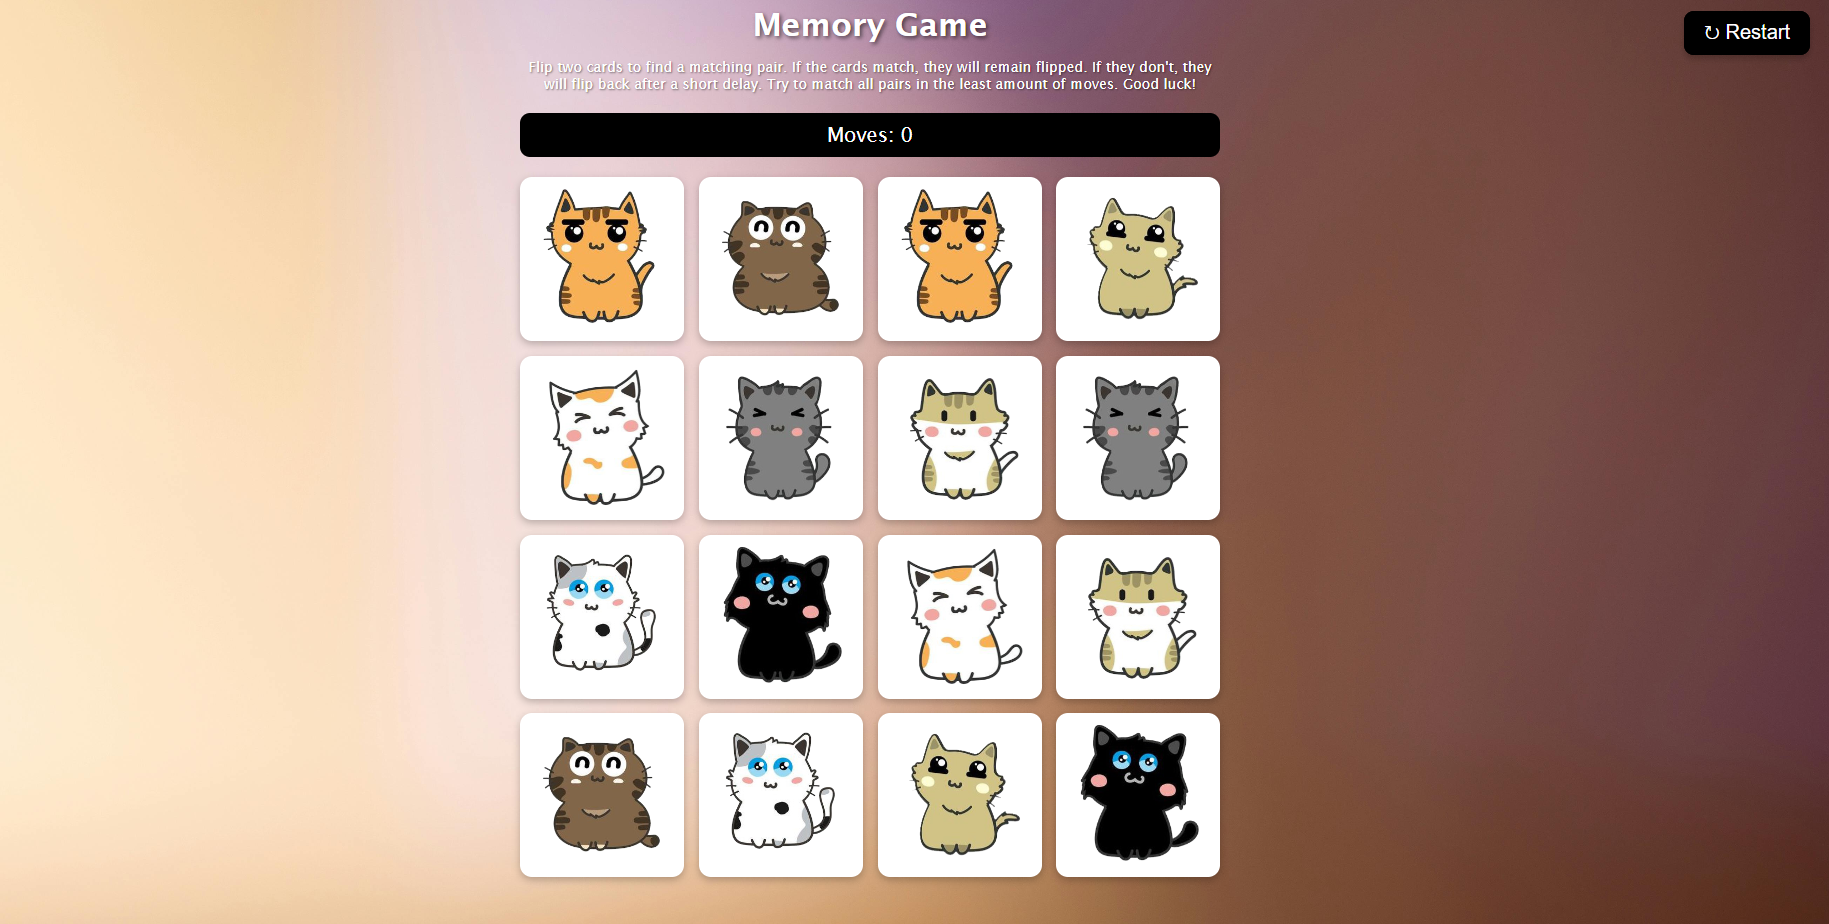 Memory Game
↻ Restart
Flip two cards to find a matching pair. If the cards match, they will remain flipped. If they don't, they
will flip back after a short delay. Try to match all pairs in the least amount of moves. Good luck!
Moves: 0